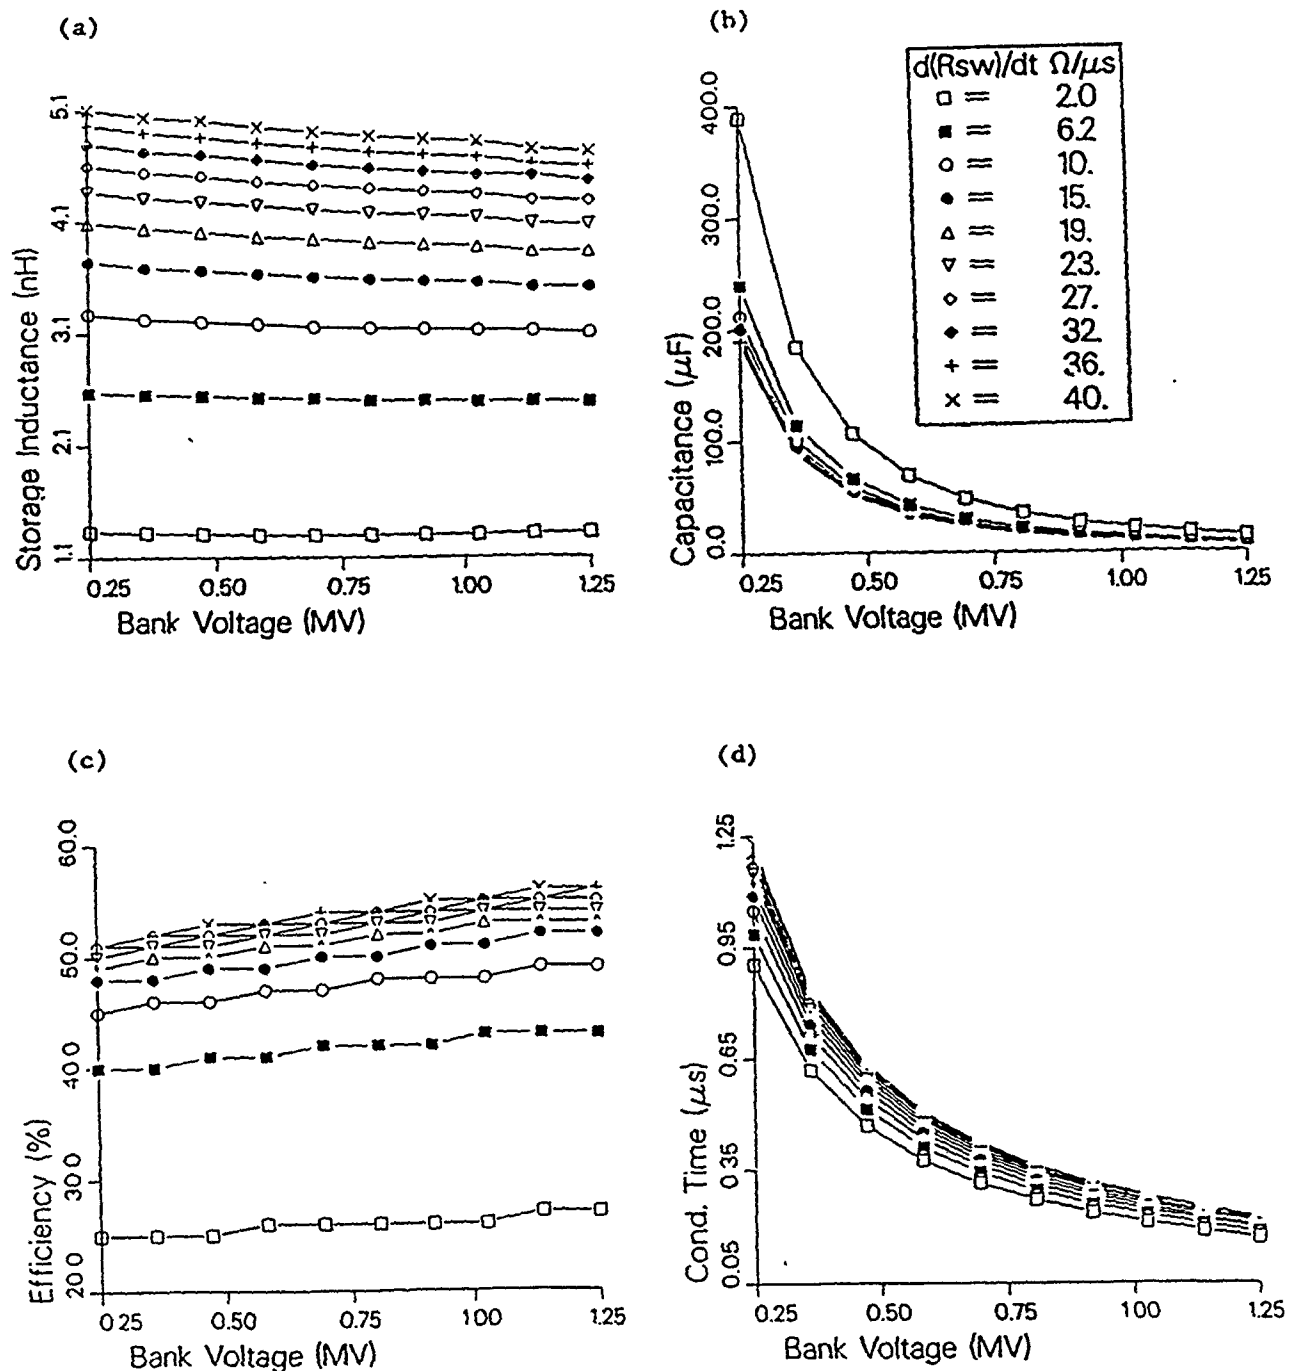 (a)
5.1
4.1
3.1
2.1
1.1
Storage Inductance (nH)
0.25 0.50 0.75 1.00 1.25
Bank Voltage (MV)
(b)
400.0
300.0
200.0
100.0
0.0
Capacitance (μF)
0.25 0.50 0.75 1.00 1.25
Bank Voltage (MV)
d(Rsw)/dt Ω/μs
□ = 2.0
■ = 6.2
○ = 10.
● = 15.
△ = 19.
▽ = 23.
◇ = 27.
◆ = 32.
+ = 36.
× = 40.
(c)
60.0
50.0
40.0
30.0
20.0
Efficiency (%)
0.25 0.50 0.75 1.00 1.25
Bank Voltage (MV)
(d)
1.25
0.95
0.65
0.35
0.05
Cond. Time (μs)
0.25 0.50 0.75 1.00 1.25
Bank Voltage (MV)